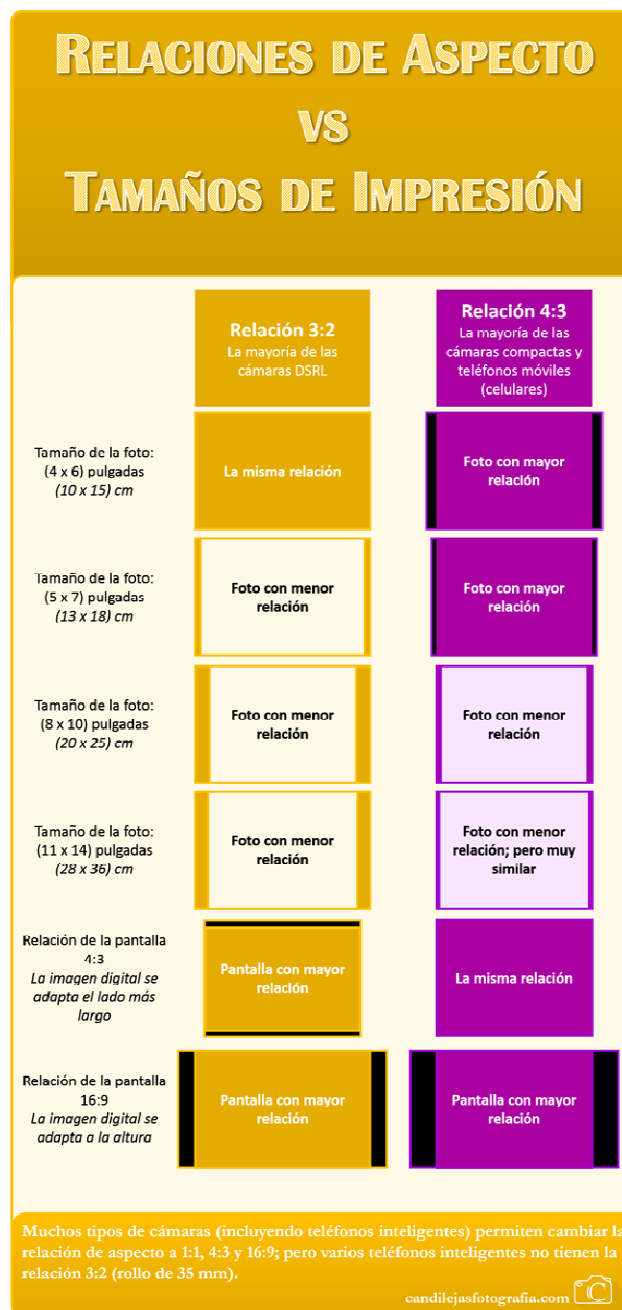 RELACIONES DE ASPECTO
VS
TAMAÑOS DE IMPRESIÓN
Relación 3:2
La mayoría de las
cámaras DSRL
Relación 4:3
La mayoría de las
cámaras compactas y
teléfonos móviles
(celulares)
Tamaño de la foto:
(4 x 6) pulgadas
(10 x 15) cm
La misma relación
Foto con mayor
relación
Tamaño de la foto:
(5 x 7) pulgadas
(13 x 18) cm
Foto con menor
relación
Foto con mayor
relación
Tamaño de la foto:
(8 x 10) pulgadas
(20 x 25) cm
Foto con menor
relación
Foto con menor
relación
Tamaño de la foto:
(11 x 14) pulgadas
(28 x 36) cm
Foto con menor
relación
Foto con menor
relación; pero muy
similar
Relación de la pantalla
4:3
La imagen digital se
adapta el lado más
largo
Pantalla con mayor
relación
La misma relación
Relación de la pantalla
16:9
La imagen digital se
adapta a la altura
Pantalla con mayor
relación
Pantalla con mayor
relación
Muchos tipos de cámaras (incluyendo teléfonos inteligentes) permiten cambiar la
relación de aspecto a 1:1, 4:3 y 16:9; pero varios teléfonos inteligentes no tienen la
relación 3:2 (rollo de 35 mm).
candilejasfotografia.com
C